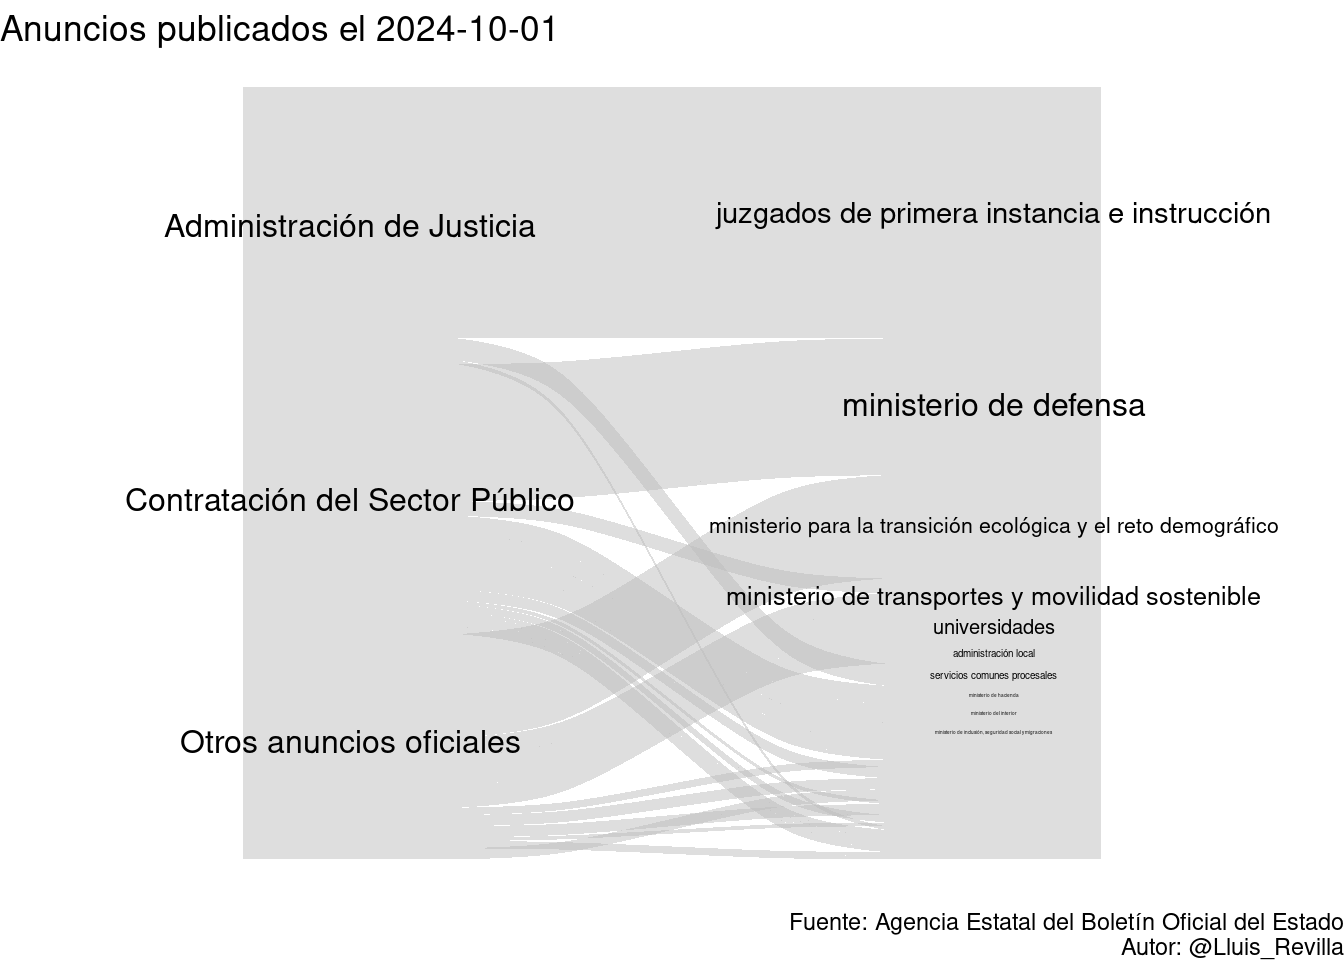 Anuncios publicados el 2024-10-01
Administración de Justicia
juzgados de primera instancia e instrucción
ministerio de defensa
Contratación del Sector Público
ministerio para la transición ecológica y el reto demográfico
ministerio de transportes y movilidad sostenible
universidades
administración local
servicios comunes procesales
ministerio de hacienda
ministerio del interior
ministerio de inclusión, seguridad social y migraciones
Otros anuncios oficiales
Fuente: Agencia Estatal del Boletín Oficial del Estado
Autor: @Lluis_Revilla